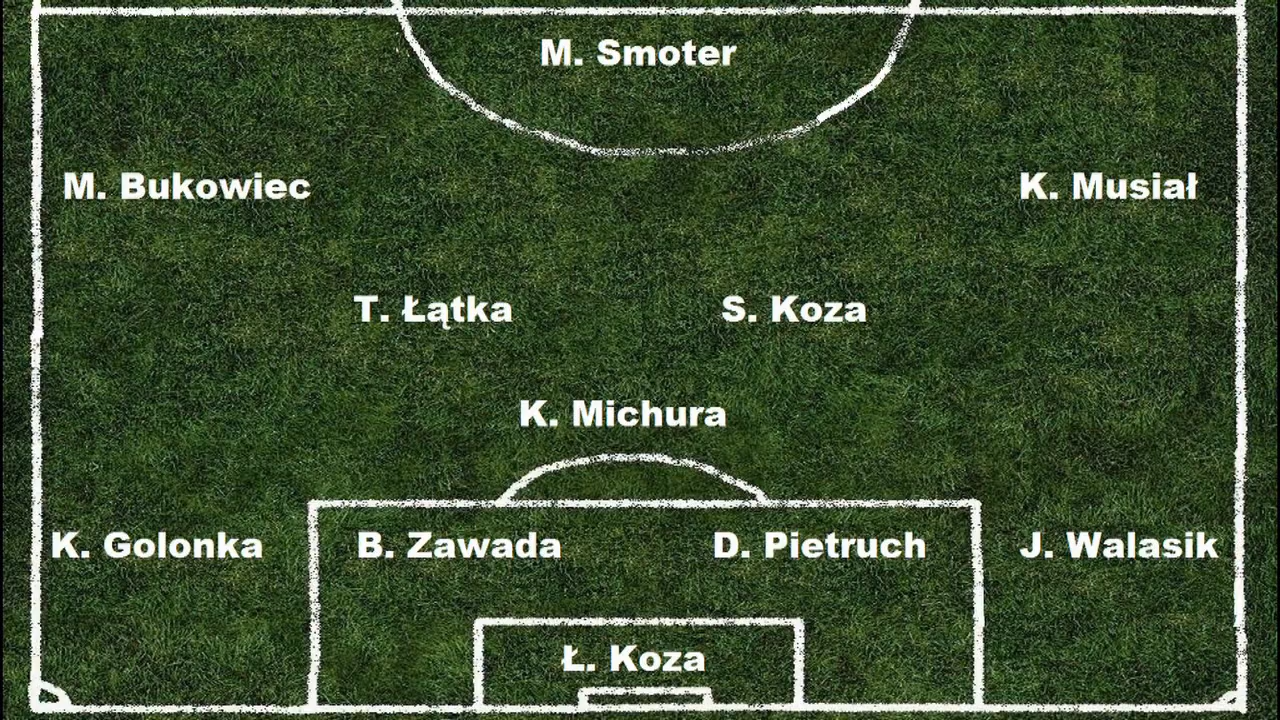 M. Smoter
M. Bukowiec
K. Musiał
T. Łątka
S. Koza
K. Michura
K. Golonka
B. Zawada
D. Pietruch
J. Walasik
Ł. Koza